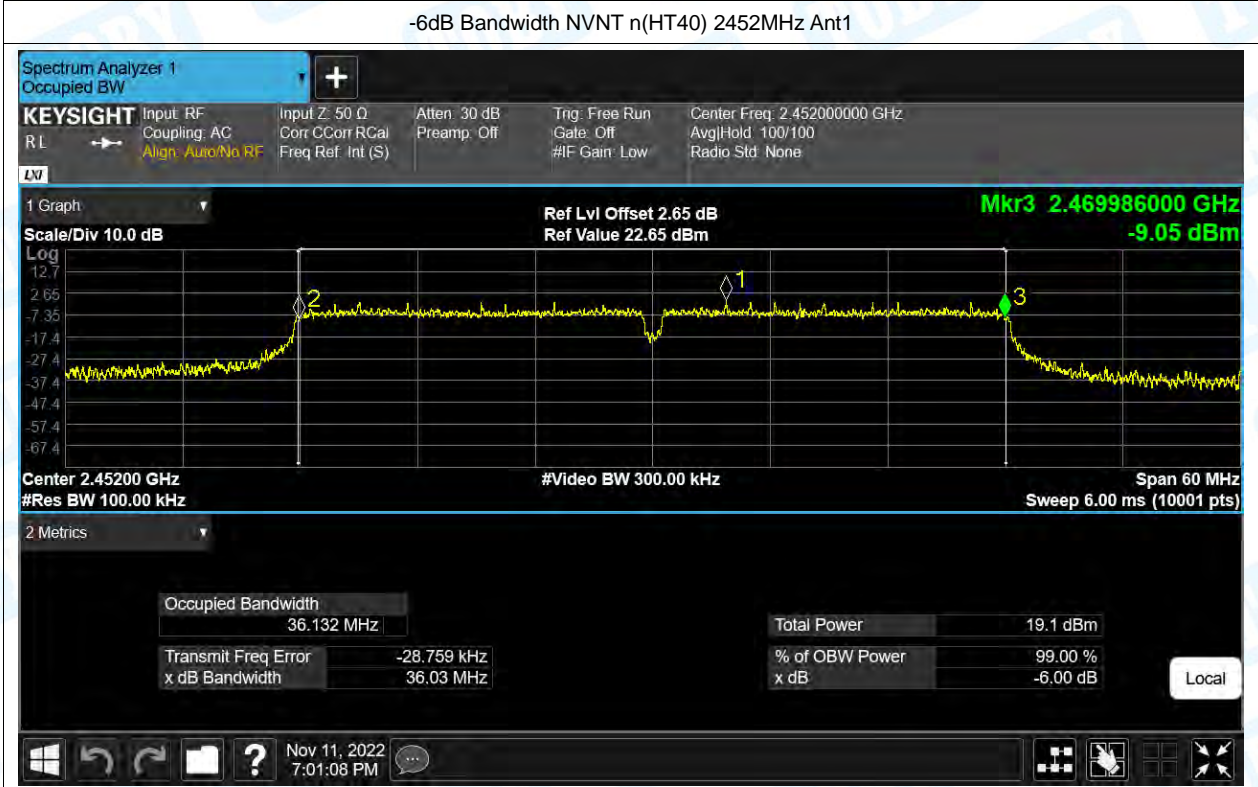 -6dB Bandwidth NVNT n(HT40) 2452MHz Ant1
Spectrum Analyzer 1
Occupied BW
+
KEYSIGHT Input: RF Input Z: 50 Ω Atten: 30 dB Trig: Free Run Center Freq: 2.452000000 GHz
R L Coupling: AC Corr CCorr RCal Preamp: Off Gate: Off Avg|Hold: 100/100
Align: Auto/No RF Freq Ref: Int (S) #IF Gain: Low Radio Std: None
LXI
1 Graph
Ref Lvl Offset 2.65 dB
Mkr3 2.469986000 GHz
Scale/Div 10.0 dB Ref Value 22.65 dBm -9.05 dBm
Log
12.7
2.65
-7.35
-17.4
-27.4
-37.4
-47.4
-57.4
-67.4
2
1
3
Center 2.45200 GHz #Video BW 300.00 kHz Span 60 MHz
#Res BW 100.00 kHz Sweep 6.00 ms (10001 pts)
2 Metrics
Occupied Bandwidth
36.132 MHz
Total Power 19.1 dBm
Transmit Freq Error -28.759 kHz % of OBW Power 99.00 %
x dB Bandwidth 36.03 MHz x dB -6.00 dB
Local
?
Nov 11, 2022
7:01:08 PM